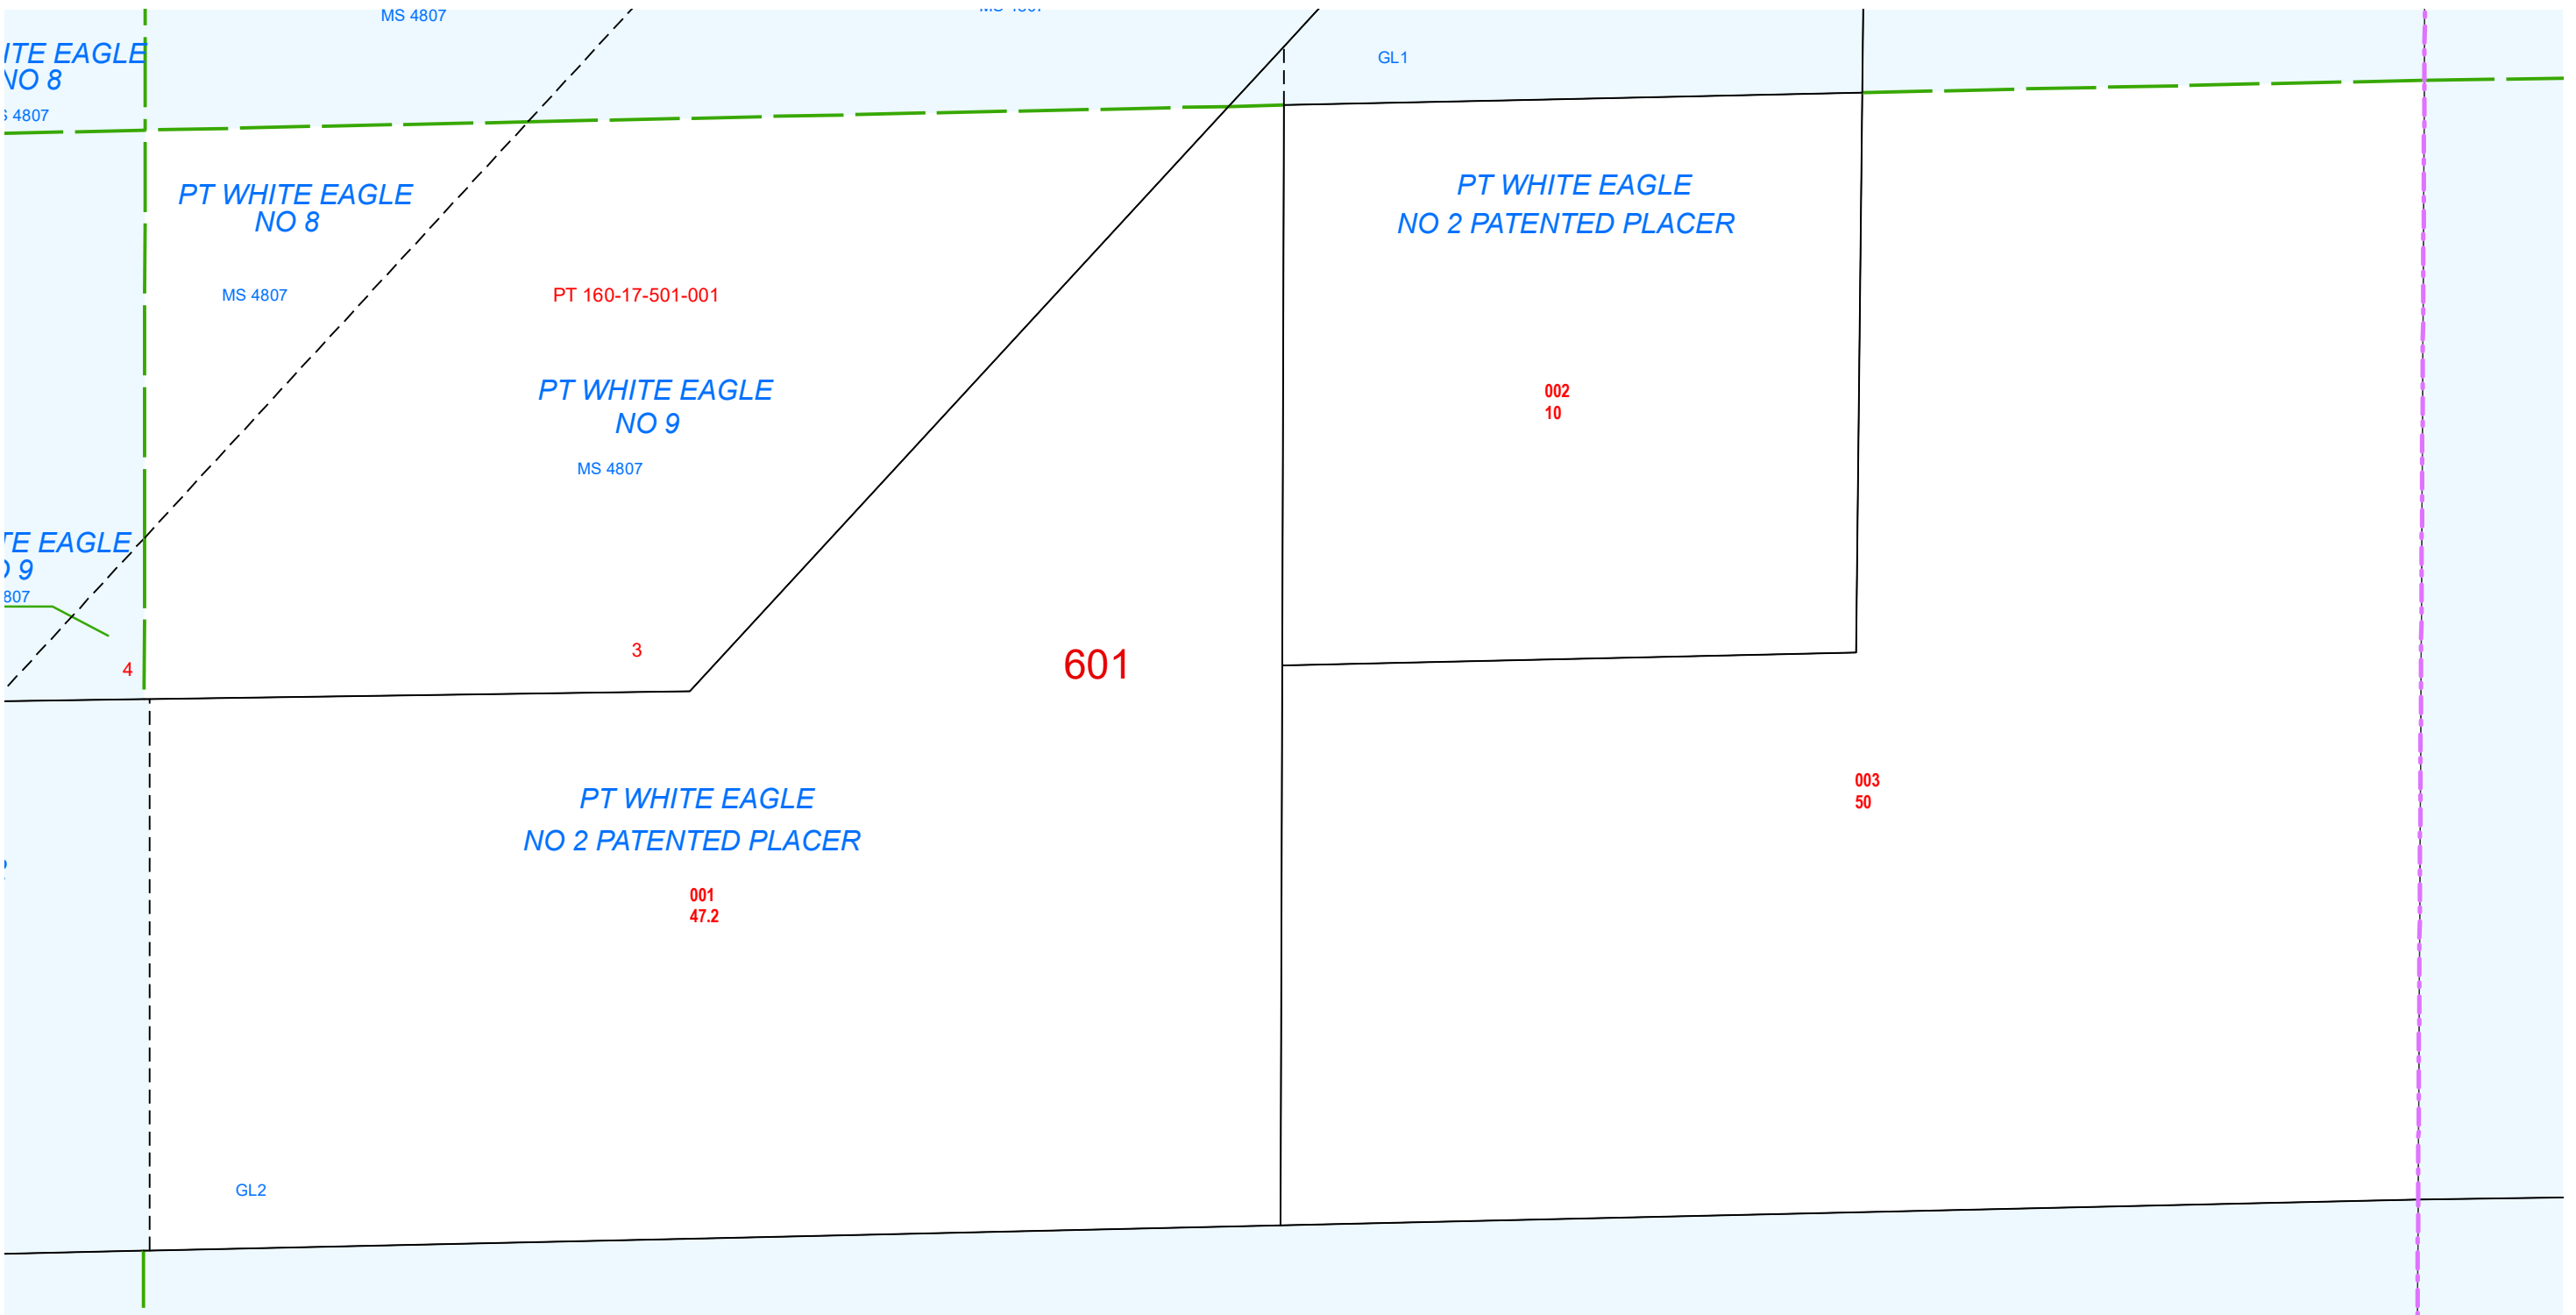 MS 4807
GL1
ITE EAGLE
NO 8
4807
PT WHITE EAGLE
NO 8
MS 4807
PT 160-17-501-001
PT WHITE EAGLE
NO 9
MS 4807
PT WHITE EAGLE
NO 2 PATENTED PLACER
002
10
TE EAGLE
9
807
4
3
601
PT WHITE EAGLE
NO 2 PATENTED PLACER
001
47.2
003
50
GL2